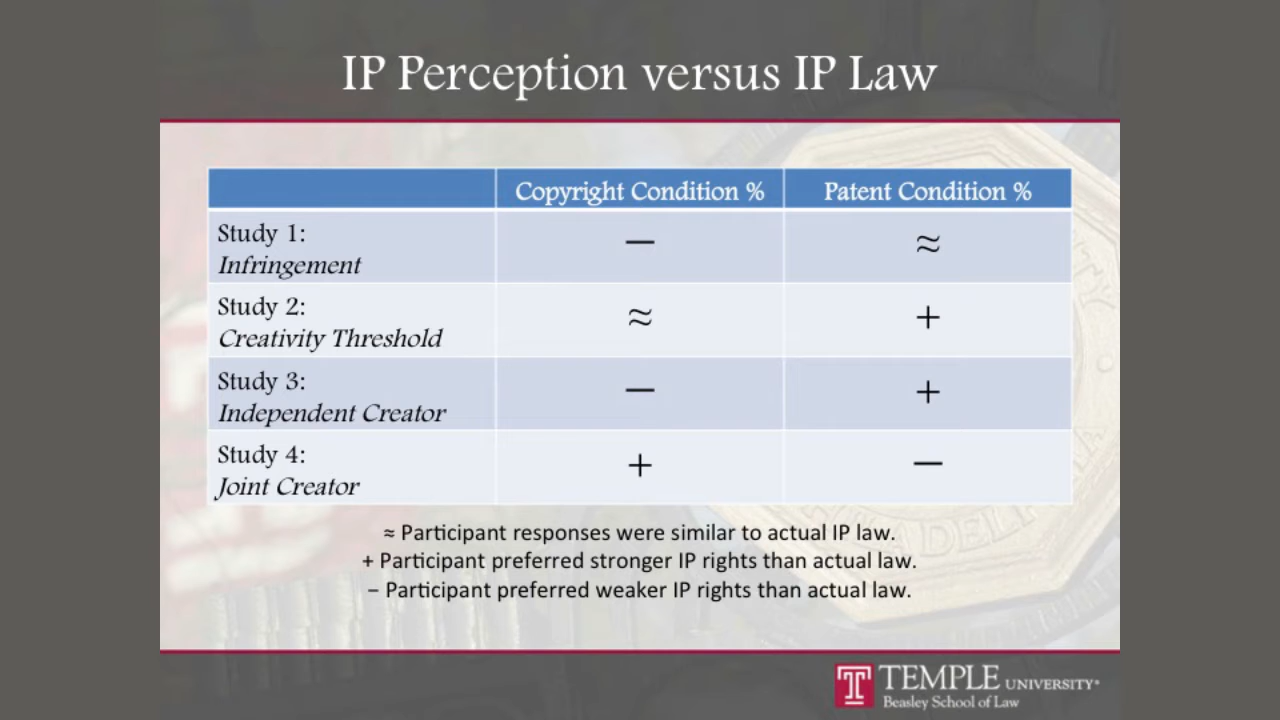 IP Perception versus IP Law
Copyright Condition % Patent Condition %
Study 1:
Infringement
— ≈
Study 2:
Creativity Threshold
≈ +
Study 3:
Independent Creator
— +
Study 4:
Joint Creator
+ —
≈ Participant responses were similar to actual IP law.
+ Participant preferred stronger IP rights than actual law.
− Participant preferred weaker IP rights than actual law.
T TEMPLE UNIVERSITY®
Beasley School of Law